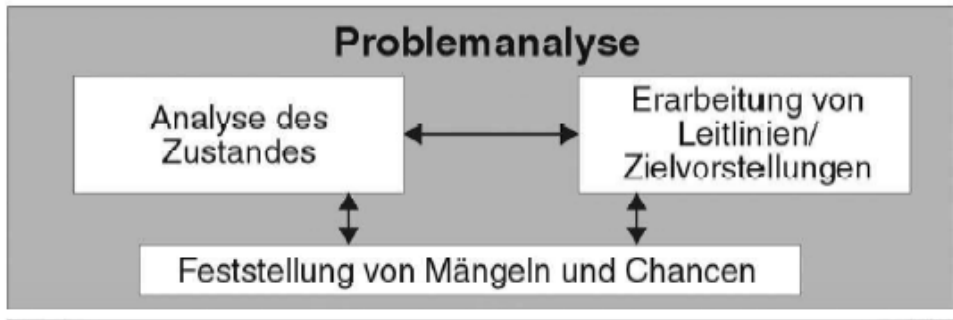 Problemanalyse
Analyse des
Zustandes
Erarbeitung von
Leitlinien/
Zielvorstellungen
Feststellung von Mängeln und Chancen